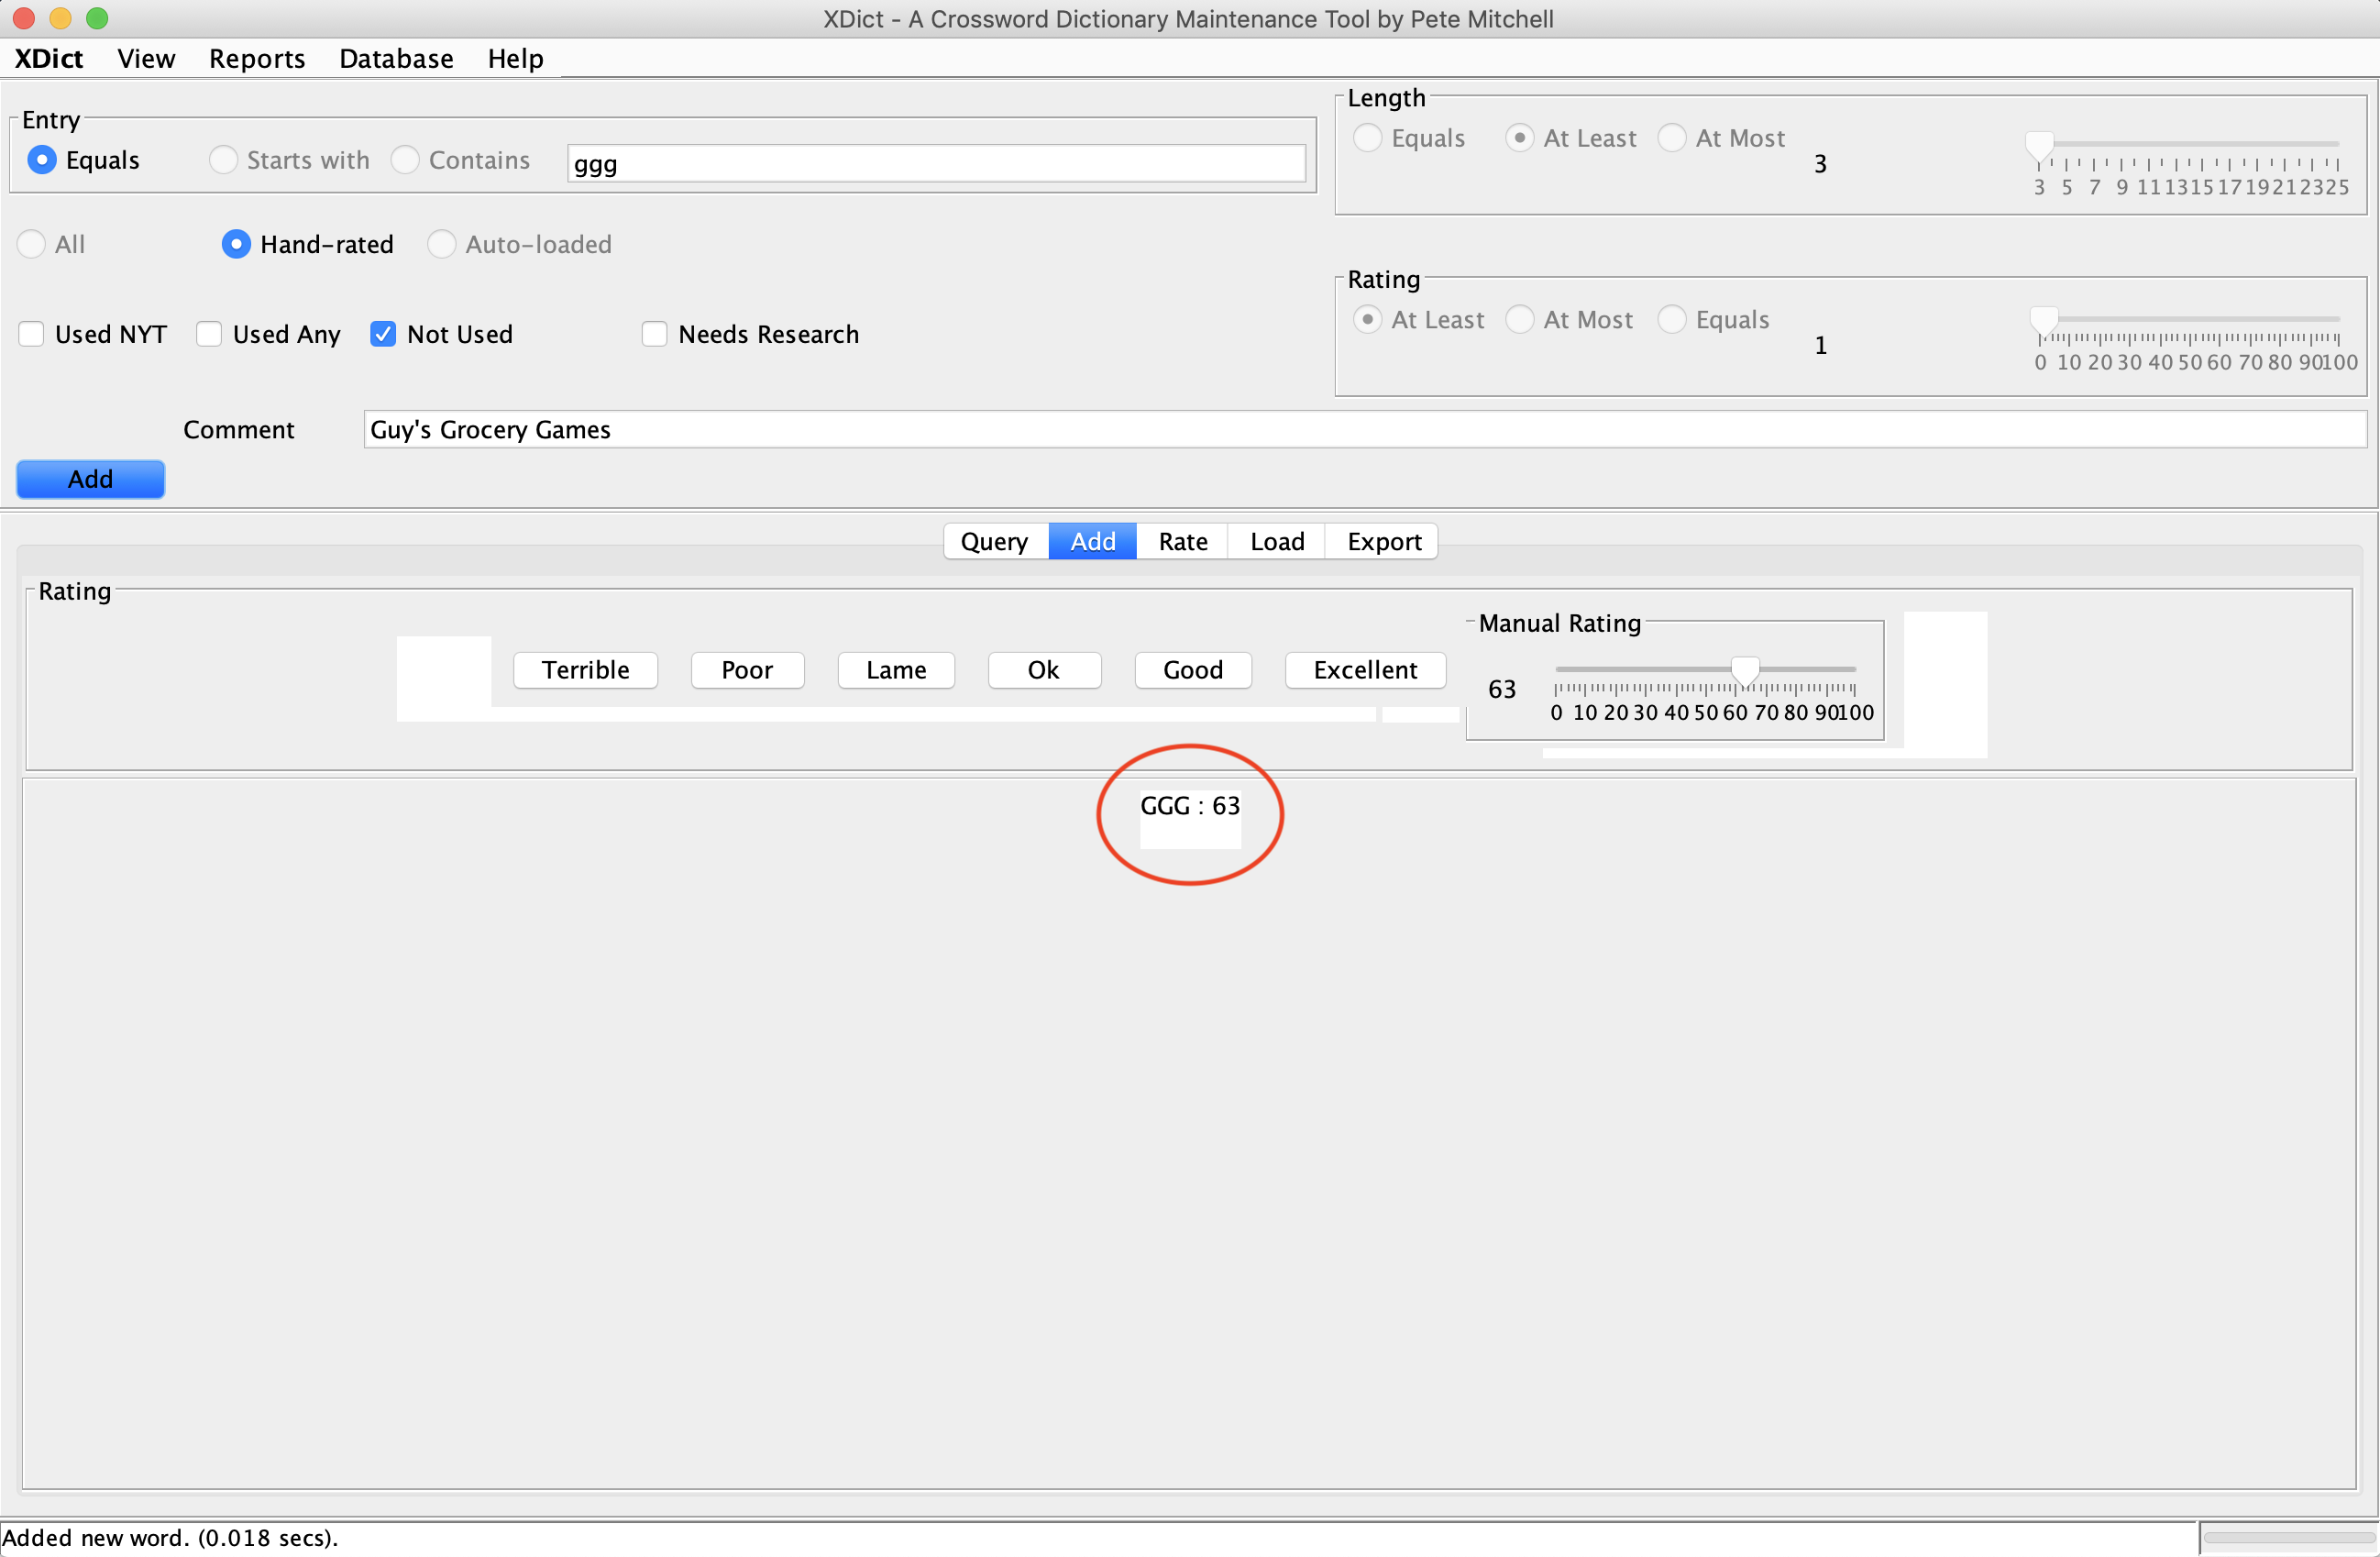 XDict - A Crossword Dictionary Maintenance Tool by Pete Mitchell
XDict View Reports Database Help
Entry
Equals Starts with Contains ggg
Length
Equals At Least At Most 3
3 5 7 9 11 13 15 17 19 21 23 25
All Hand-rated Auto-loaded
Rating
At Least At Most Equals 1
0 10 20 30 40 50 60 70 80 90 100
Used NYT Used Any Not Used Needs Research
Comment Guy's Grocery Games
Add
Query Add Rate Load Export
Rating
Terrible Poor Lame Ok Good Excellent
Manual Rating
63
0 10 20 30 40 50 60 70 80 90 100
GGG : 63
Added new word. (0.018 secs).